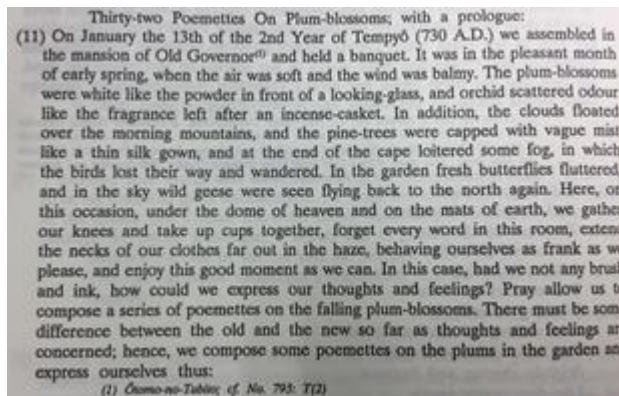 Thirty-two Poemettes On Plum-blossoms; with a prologue:
(11) On January the 13th of the 2nd Year of Tempyô (730 A.D.) we assembled in
the mansion of Old Governor(1) and held a banquet. It was in the pleasant month
of early spring, when the air was soft and the wind was balmy. The plum-blossoms
were white like the powder in front of a looking-glass, and orchid scattered odour
like the fragrance left after an incense-casket. In addition, the clouds floated
over the morning mountains, and the pine-trees were capped with vague mist
like a thin silk gown, and at the end of the cape loitered some fog, in which
the birds lost their way and wandered. In the garden fresh butterflies fluttered
and in the sky wild geese were seen flying back to the north again. Here, on
this occasion, under the dome of heaven and on the mats of earth, we gather
our knees and take up cups together, forget every word in this room, exten
the necks of our clothes far out in the haze, behaving ourselves as frank as w
please, and enjoy this good moment as we can. In this case, had we not any brus
and ink, how could we express our thoughts and feelings? Pray allow us t
compose a series of poemettes on the falling plum-blossoms. There must be som
difference between the old and the new so far as thoughts and feelings ar
concerned; hence, we compose some poemettes on the plums in the garden an
express ourselves thus:
(1) cf. No. 793: T(2)